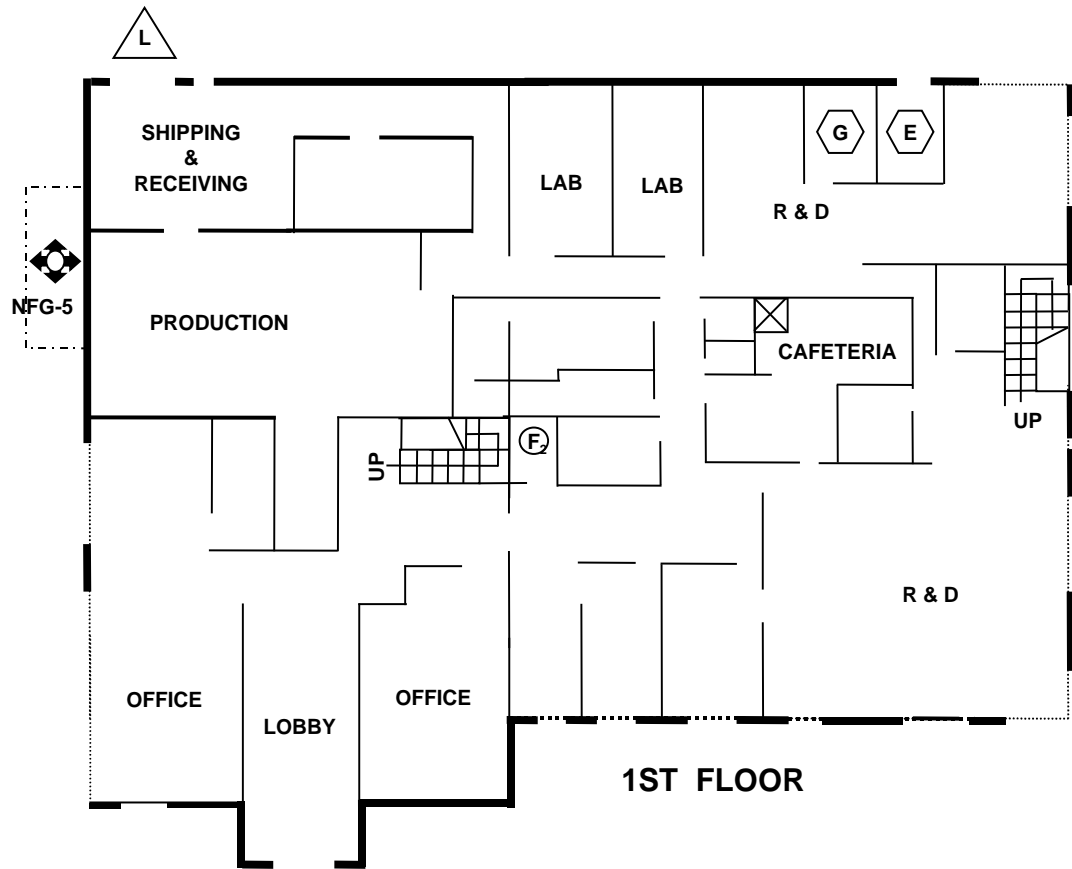 L
SHIPPING
&
RECEIVING
G
E
LAB
LAB
R & D
NFG-5
PRODUCTION
CAFETERIA
UP
UP
F2
R & D
OFFICE
OFFICE
LOBBY
1ST FLOOR